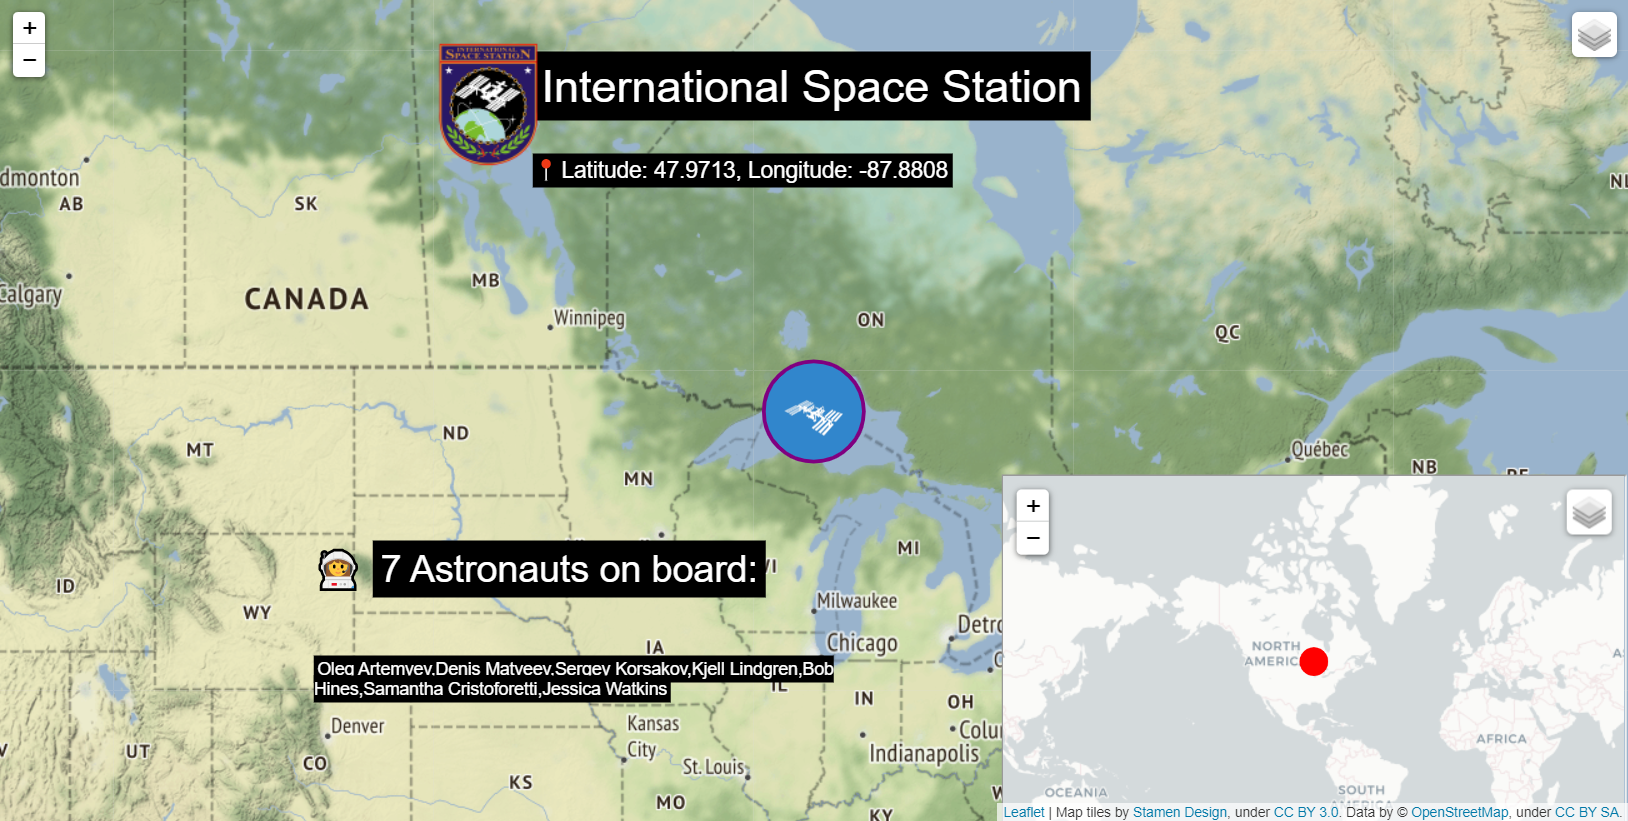 +
−
INTERNATIONAL
SPACE STATION
International Space Station
Latitude: 47.9713, Longitude: -87.8808
dmonton
AB
SK
NL
Calgary
CANADA
MB
Winnipeg
ON
QC
MT
ND
MN
Québec
NB
7 Astronauts on board:
MI
ID
WY
Milwaukee
Chicago
Detro
IA
Oleg Artemyev,Denis Matveev,Sergey Korsakov,Kjell Lindgren,Bob
Hines,Samantha Cristoforetti,Jessica Watkins
IL
IN
OH
Denver
Kansas
City
Colu
UT
CO
St. Louis
Indianapolis
KS
MO
KY
+
−
NORTH
AMERIC
AFRICA
OCEANIA
SOUTH
AMERICA
Leaflet | Map tiles by Stamen Design, under CC BY 3.0. Data by © OpenStreetMap, under CC BY SA.